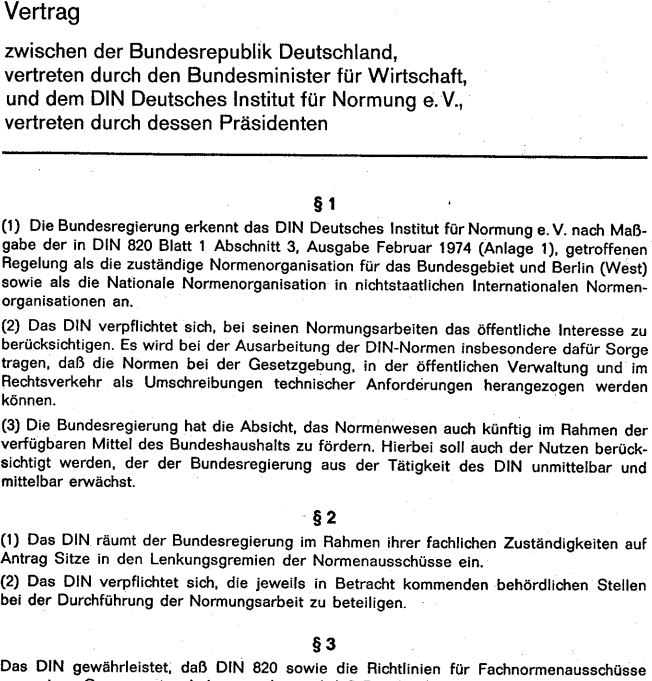 Vertrag
zwischen der Bundesrepublik Deutschland,
vertreten durch den Bundesminister für Wirtschaft,
und dem DIN Deutsches Institut für Normung e. V.,
vertreten durch dessen Präsidenten
§ 1
(1) Die Bundesregierung erkennt das DIN Deutsches Institut für Normung e. V. nach Maß-
gabe der in DIN 820 Blatt 1 Abschnitt 3, Ausgabe Februar 1974 (Anlage 1), getroffenen
Regelung als die zuständige Normenorganisation für das Bundesgebiet und Berlin (West)
sowie als die Nationale Normenorganisation in nichtstaatlichen Internationalen Normen-
organisationen an.
(2) Das DIN verpflichtet sich, bei seinen Normungsarbeiten das öffentliche Interesse zu
berücksichtigen. Es wird bei der Ausarbeitung der DIN-Normen insbesondere dafür Sorge
tragen, daß die Normen bei der Gesetzgebung, in der öffentlichen Verwaltung und im
Rechtsverkehr als Umschreibungen technischer Anforderungen herangezogen werden
können.
(3) Die Bundesregierung hat die Absicht, das Normenwesen auch künftig im Rahmen der
verfügbaren Mittel des Bundeshaushalts zu fördern. Hierbei soll auch der Nutzen berück-
sichtigt werden, der der Bundesregierung aus der Tätigkeit des DIN unmittelbar und
mittelbar erwächst.
§ 2
(1) Das DIN räumt der Bundesregierung im Rahmen ihrer fachlichen Zuständigkeiten auf
Antrag Sitze in den Lenkungsgremien der Normenausschüsse ein.
(2) Das DIN verpflichtet sich, die jeweils in Betracht kommenden behördlichen Stellen
bei der Durchführung der Normungsarbeit zu beteiligen.
§ 3
Das DIN gewährleistet, daß DIN 820 sowie die Richtlinien für Fachnormenausschüsse